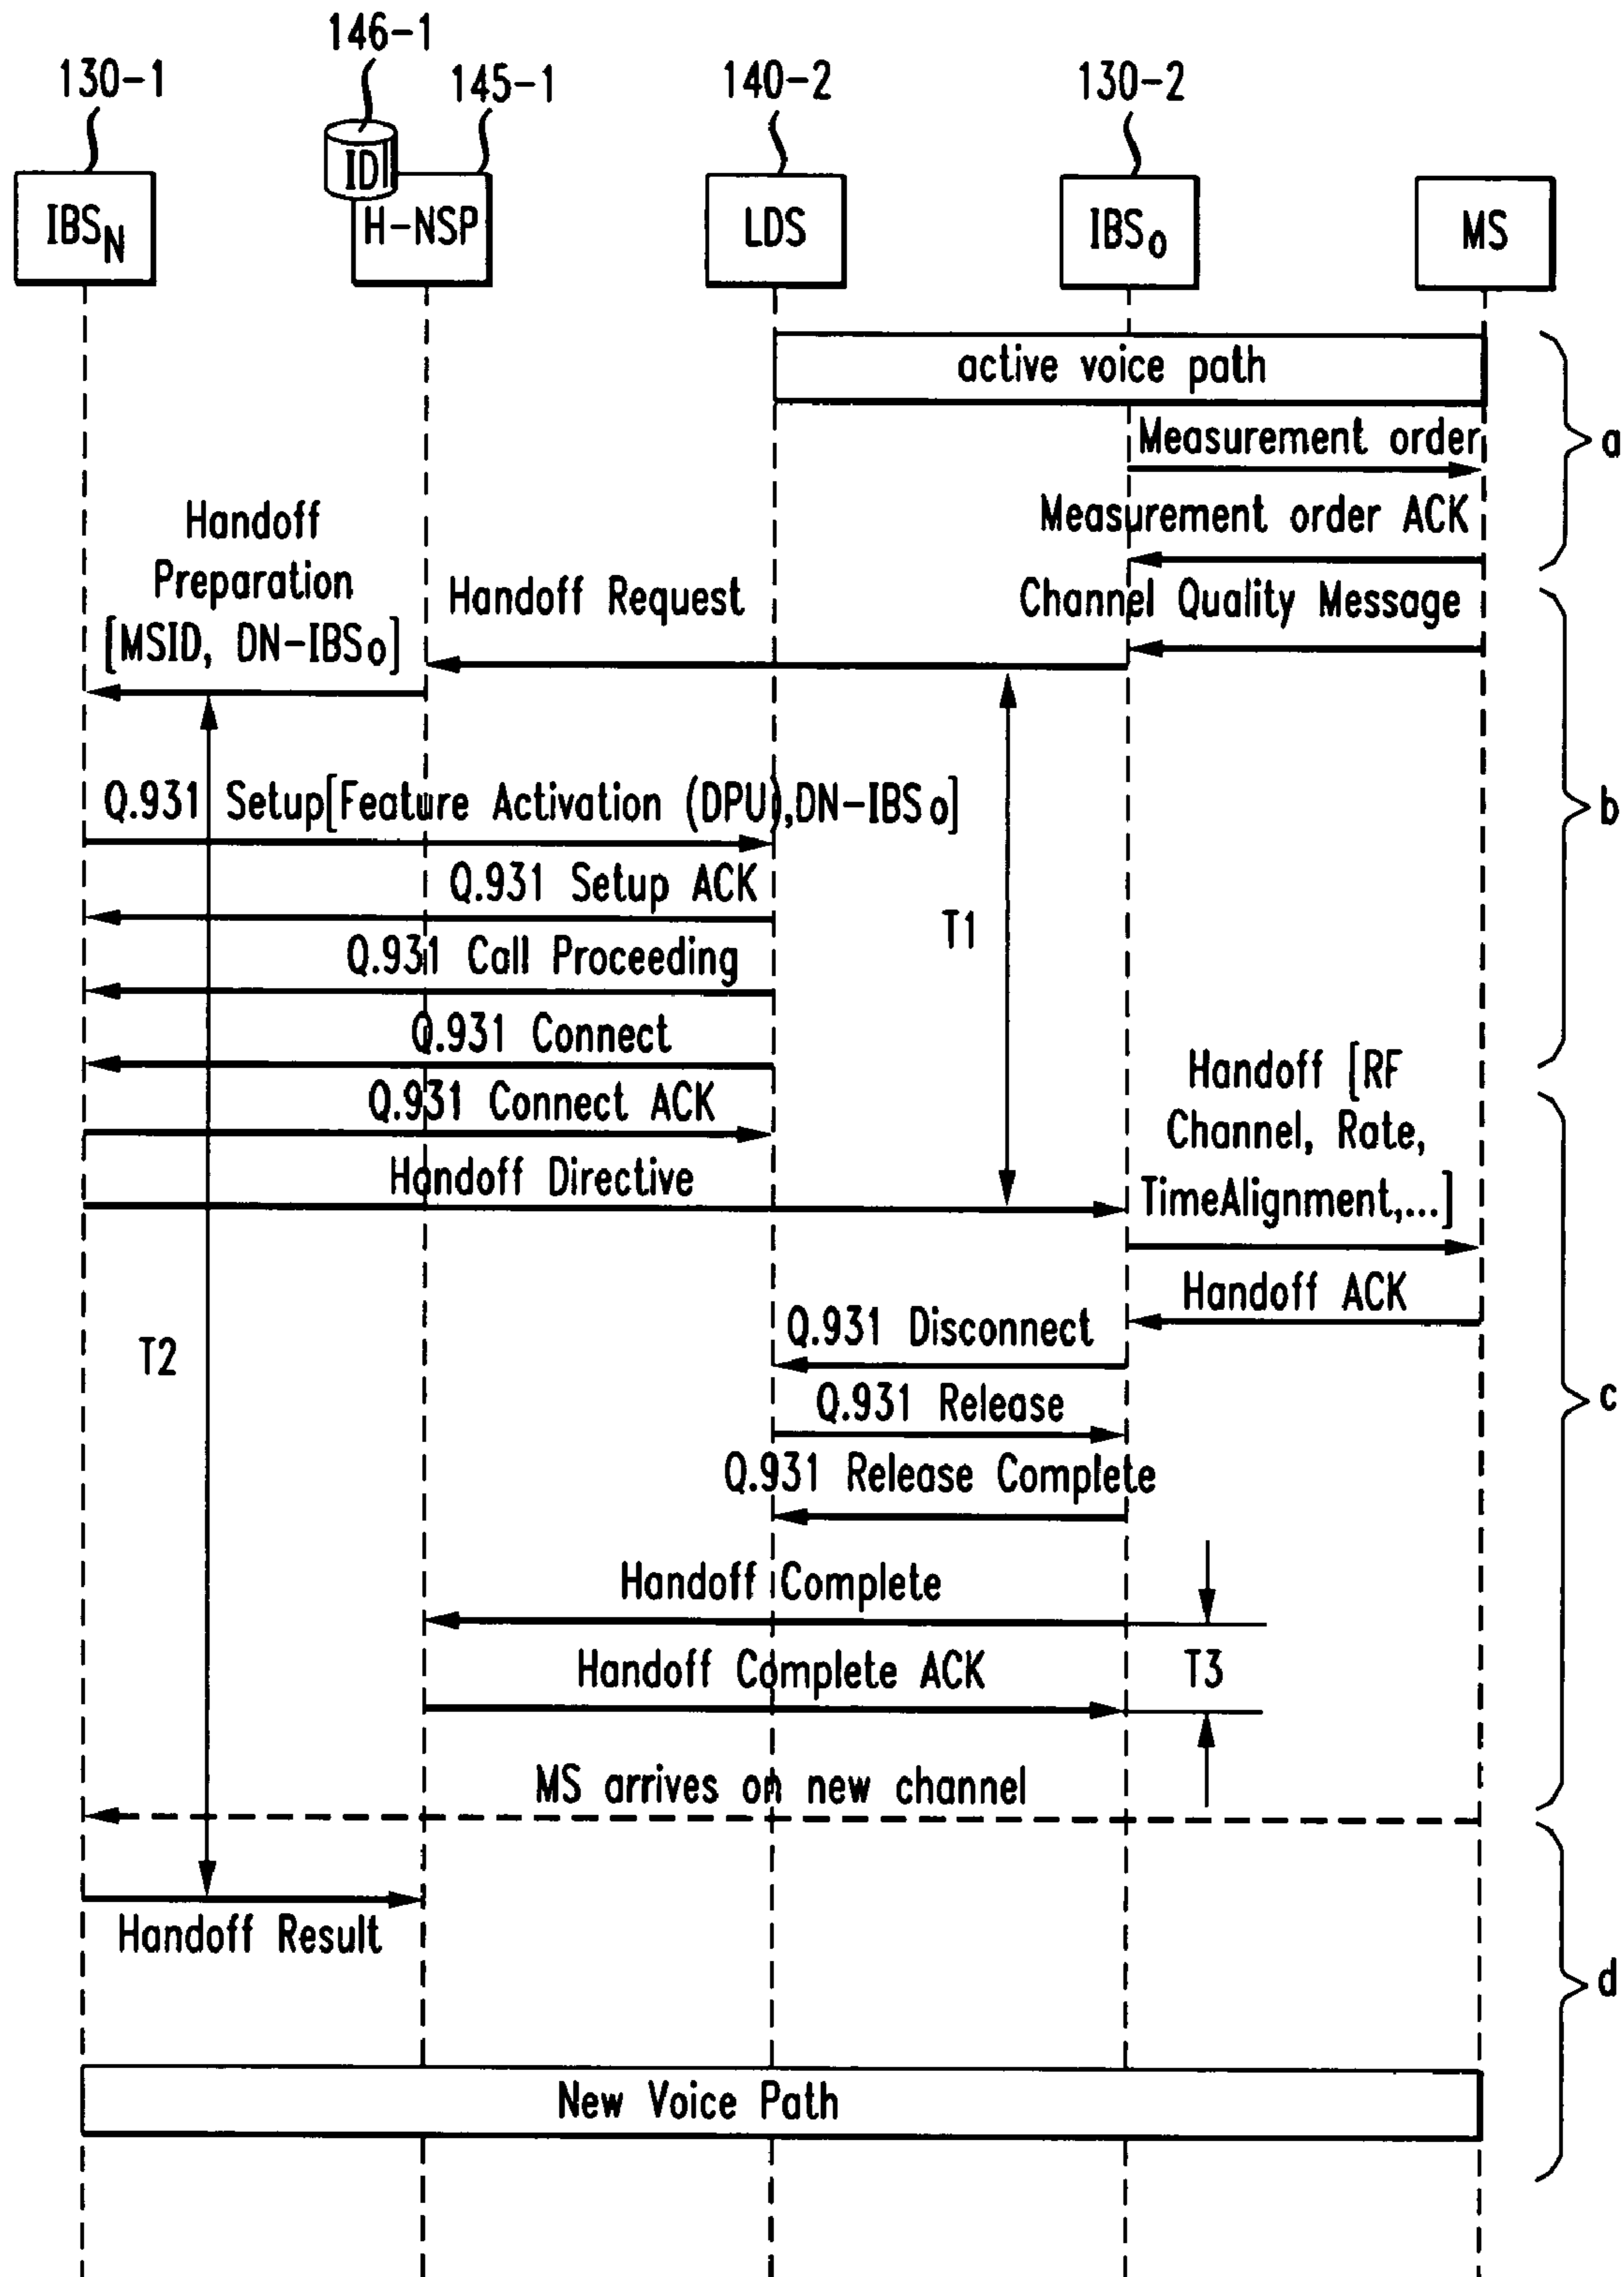 146-1
130-1
145-1
140-2
130-2
ID
IBSN
H-NSP
LDS
IBSo
MS
active voice path
a
Measurement order
Measurement order ACK
Handoff
Preparation
[MSID, DN-IBSo]
Handoff Request
Channel Quality Message
b
Q.931 Setup[Feature Activation (DPU),DN-IBSo]
Q.931 Setup ACK
T1
Q.931 Call Proceeding
Q.931 Connect
Q.931 Connect ACK
Handoff [RF
Channel, Rate,
TimeAlignment,...]
Handoff Directive
Handoff ACK
Q.931 Disconnect
T2
c
Q.931 Release
Q.931 Release Complete
Handoff Complete
T3
Handoff Complete ACK
MS arrives on new channel
Handoff Result
d
New Voice Path